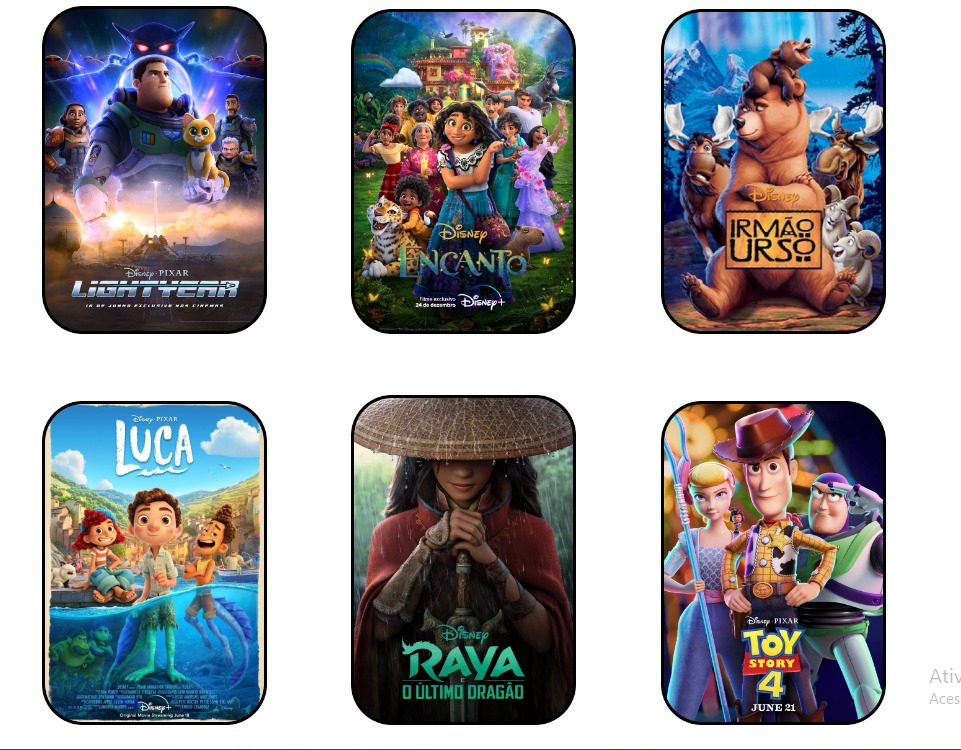 Disney · PIXAR
LIGHTYEAR
16 DE JUNHO EXCLUSIVO NOS CINEMAS
Disney
ENCANTO
Filme exclusivo
24 de dezembro
Disney+
Disney
IRMÃO
URSO
Disney · PIXAR
LUCA
Disney+
Original Movie Streaming June 18
Disney
RAYA
O ÚLTIMO DRAGÃO
Disney · PIXAR
TOY
STORY
4
JUNE 21
Ativ
Aces